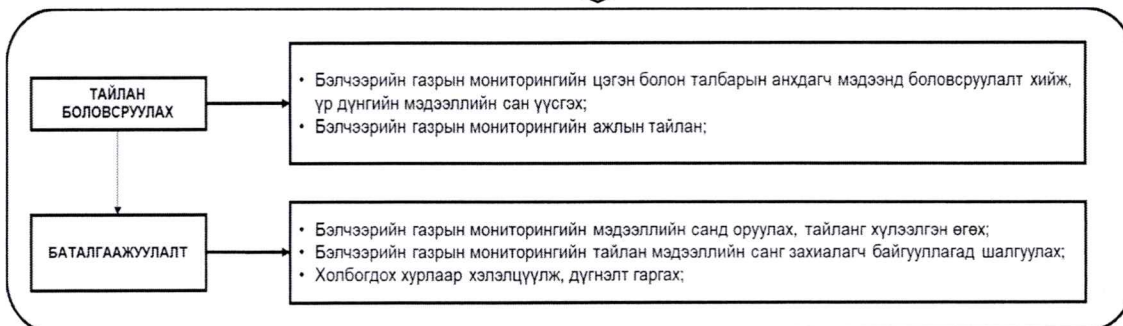 ТАЙЛАН
БОЛОВСРУУЛАХ
• Бэлчээрийн газрын мониторингийн цэгэн болон талбарын анхдагч мэдээнд боловсруулалт хийж,
үр дүнгийн мэдээллийн сан үүсгэх;
• Бэлчээрийн газрын мониторингийн ажлын тайлан;
БАТАЛГААЖУУЛАЛТ
• Бэлчээрийн газрын мониторингийн мэдээллийн санд оруулах, тайланг хүлээлгэн өгөх;
• Бэлчээрийн газрын мониторингийн тайлан мэдээллийн санг захиалагч байгууллагад шалгуулах;
• Холбогдох хурлаар хэлэлцүүлж, дүгнэлт гаргах;